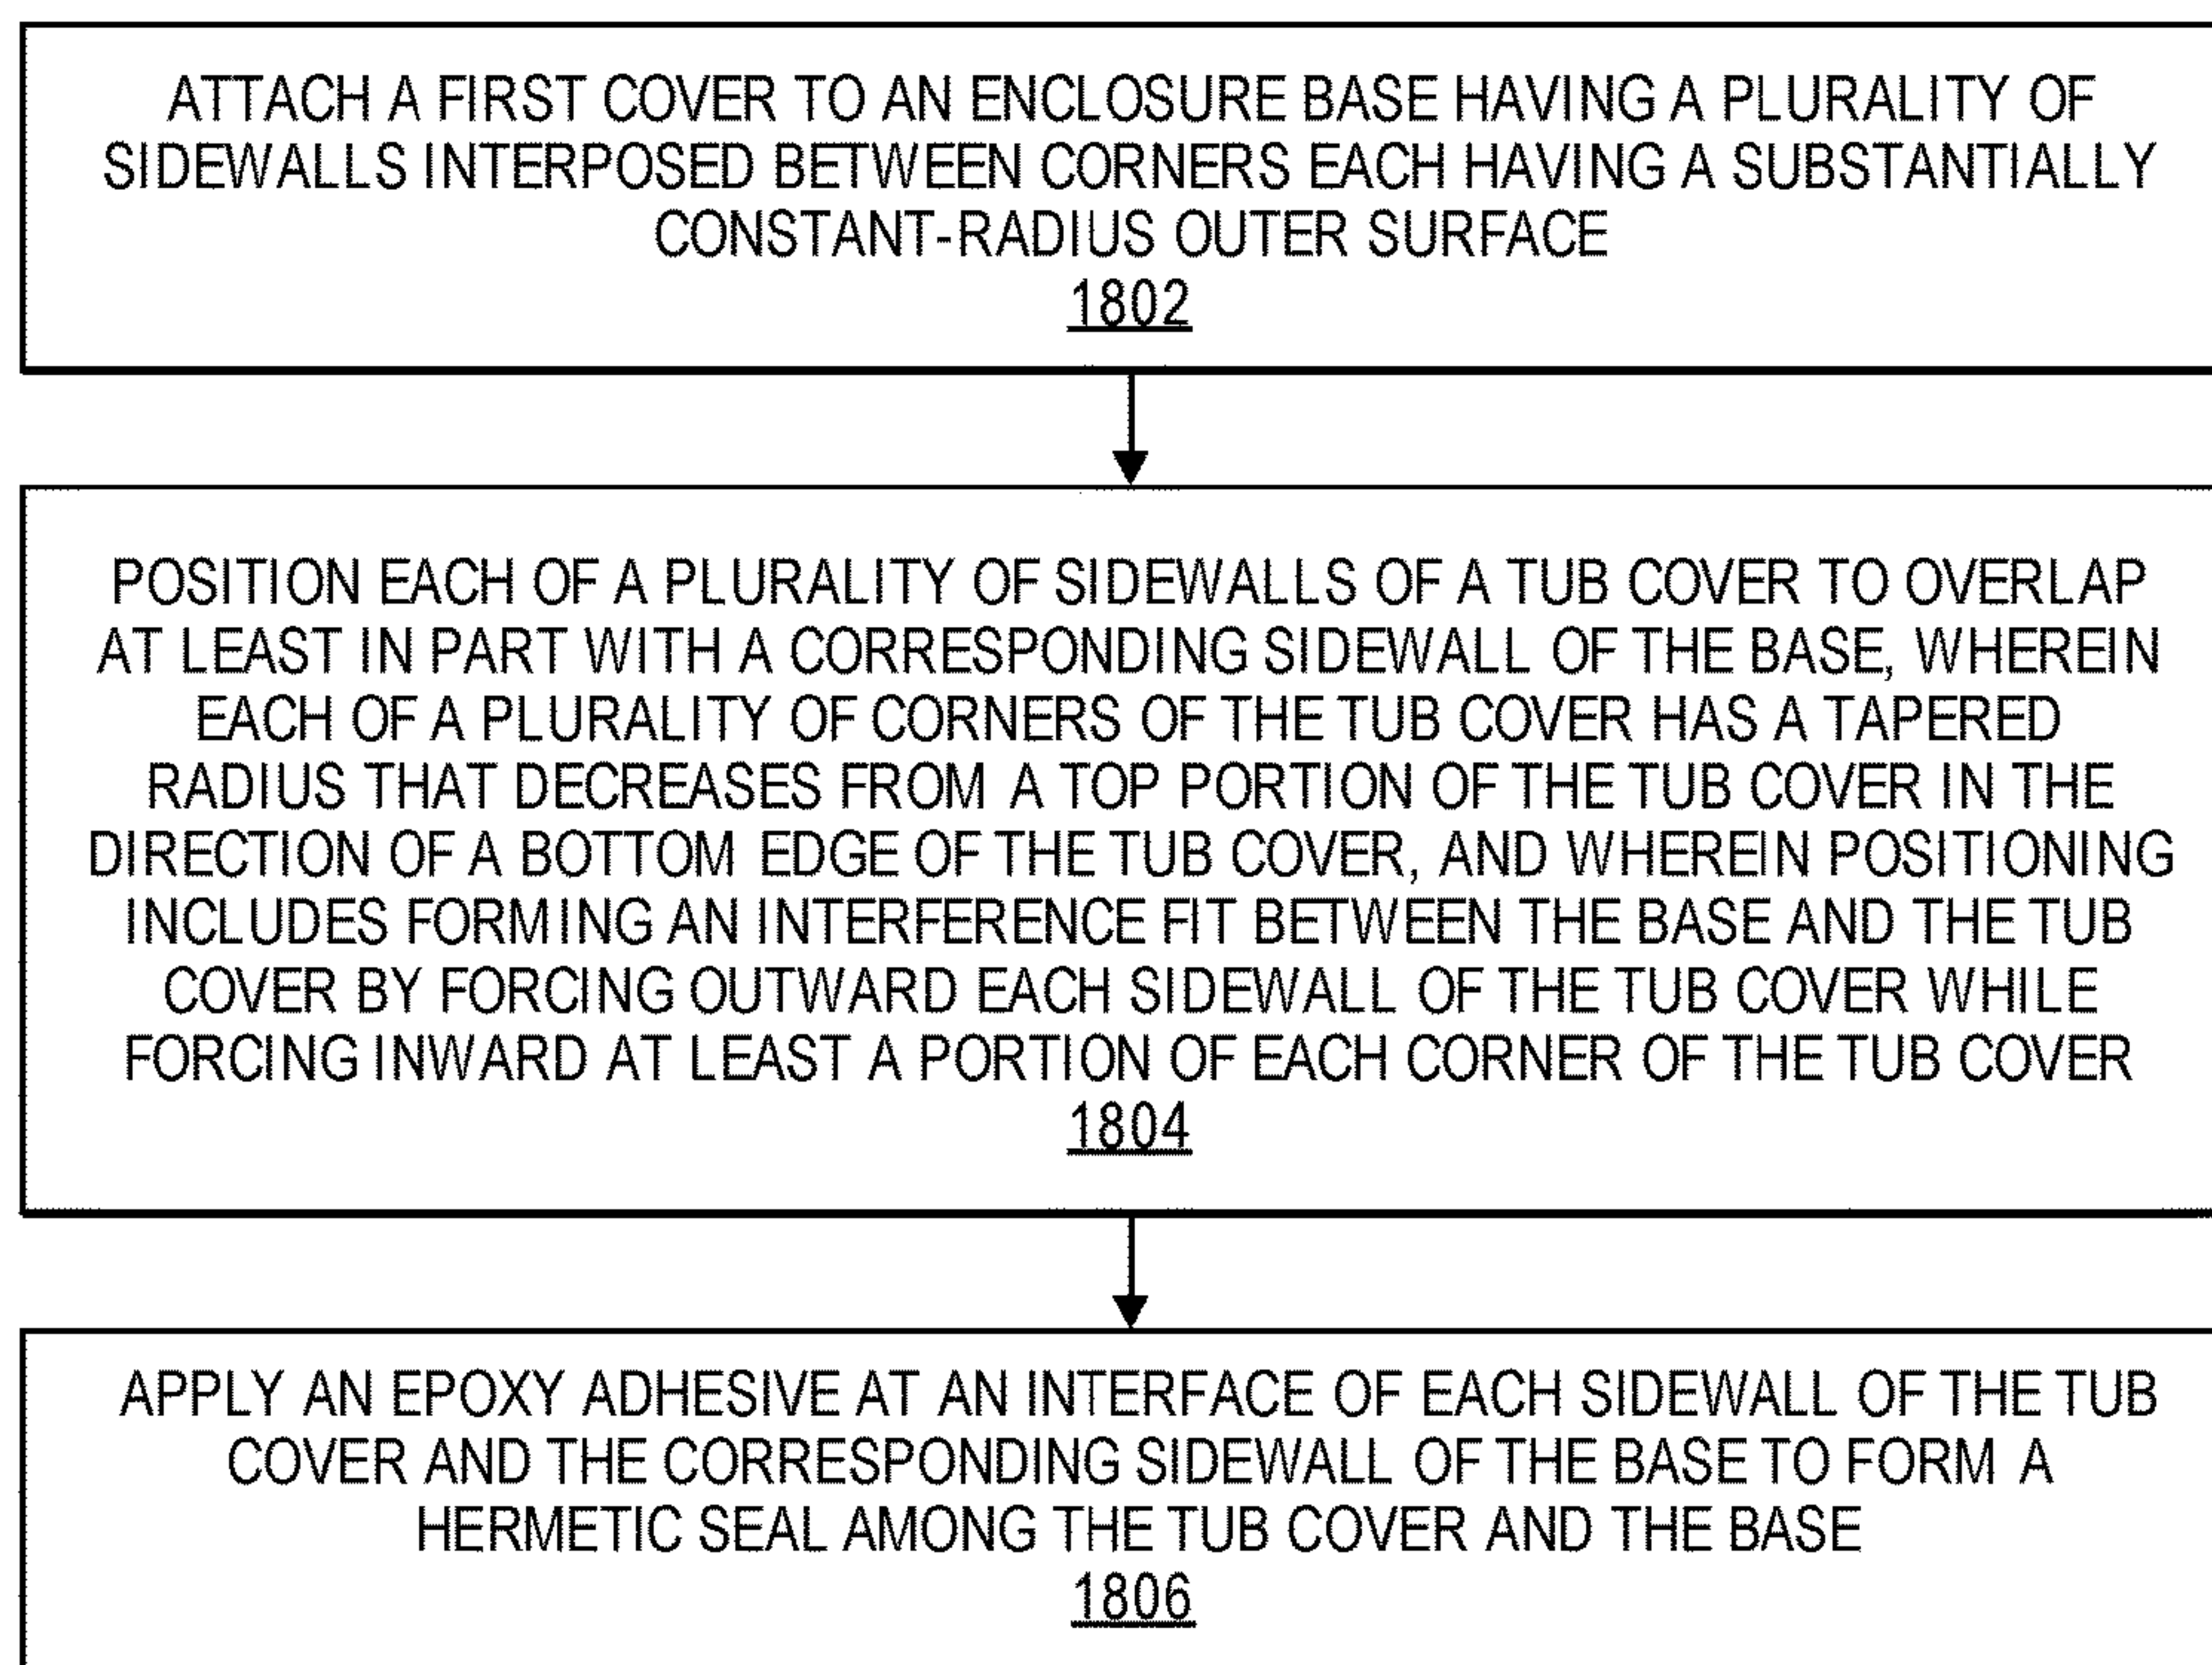 ATTACH A FIRST COVER TO AN ENCLOSURE BASE HAVING A PLURALITY OF
SIDEWALLS INTERPOSED BETWEEN CORNERS EACH HAVING A SUBSTANTIALLY
CONSTANT-RADIUS OUTER SURFACE
1802
POSITION EACH OF A PLURALITY OF SIDEWALLS OF A TUB COVER TO OVERLAP
AT LEAST IN PART WITH A CORRESPONDING SIDEWALL OF THE BASE, WHEREIN
EACH OF A PLURALITY OF CORNERS OF THE TUB COVER HAS A TAPERED
RADIUS THAT DECREASES FROM A TOP PORTION OF THE TUB COVER IN THE
DIRECTION OF A BOTTOM EDGE OF THE TUB COVER, AND WHEREIN POSITIONING
INCLUDES FORMING AN INTERFERENCE FIT BETWEEN THE BASE AND THE TUB
COVER BY FORCING OUTWARD EACH SIDEWALL OF THE TUB COVER WHILE
FORCING INWARD AT LEAST A PORTION OF EACH CORNER OF THE TUB COVER
1804
APPLY AN EPOXY ADHESIVE AT AN INTERFACE OF EACH SIDEWALL OF THE TUB
COVER AND THE CORRESPONDING SIDEWALL OF THE BASE TO FORM A
HERMETIC SEAL AMONG THE TUB COVER AND THE BASE
1806